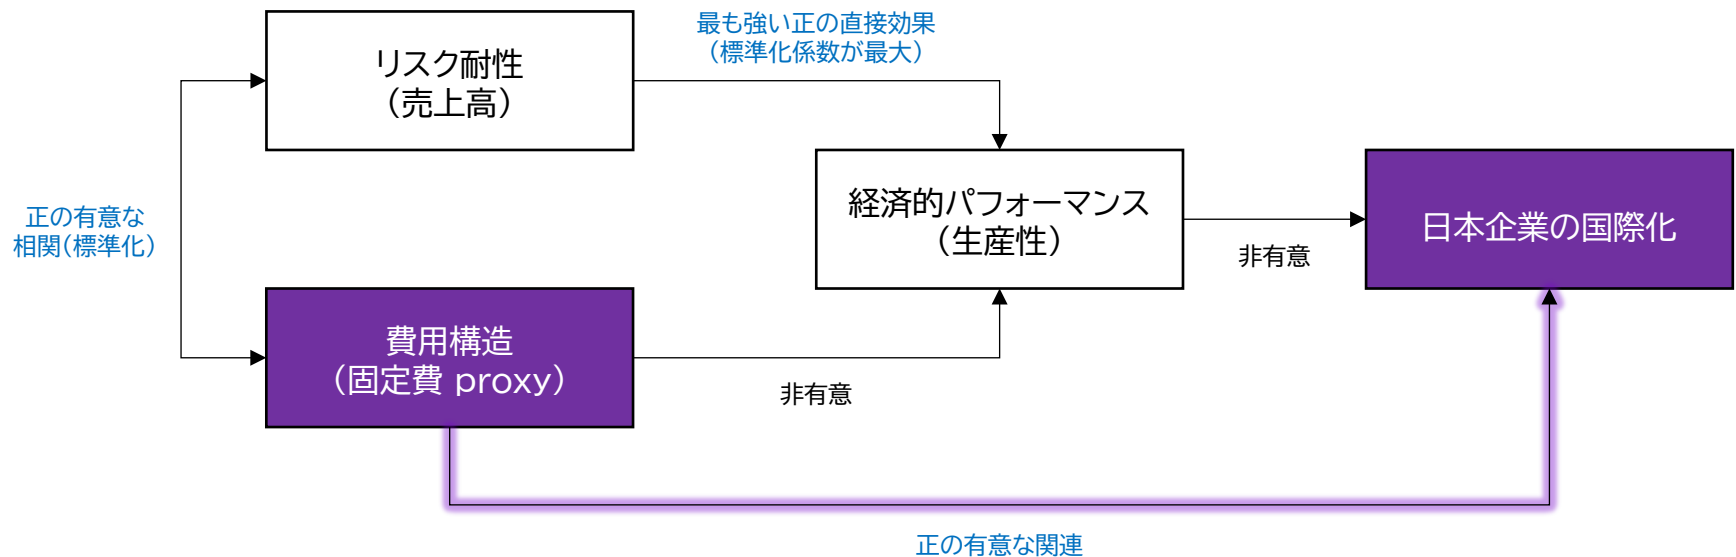 最も強い正の直接効果
（標準化係数が最大）
リスク耐性
（売上高）
経済的パフォーマンス
（生産性）
日本企業の国際化
正の有意な
相関（標準化）
非有意
費用構造
（固定費 proxy）
非有意
正の有意な関連